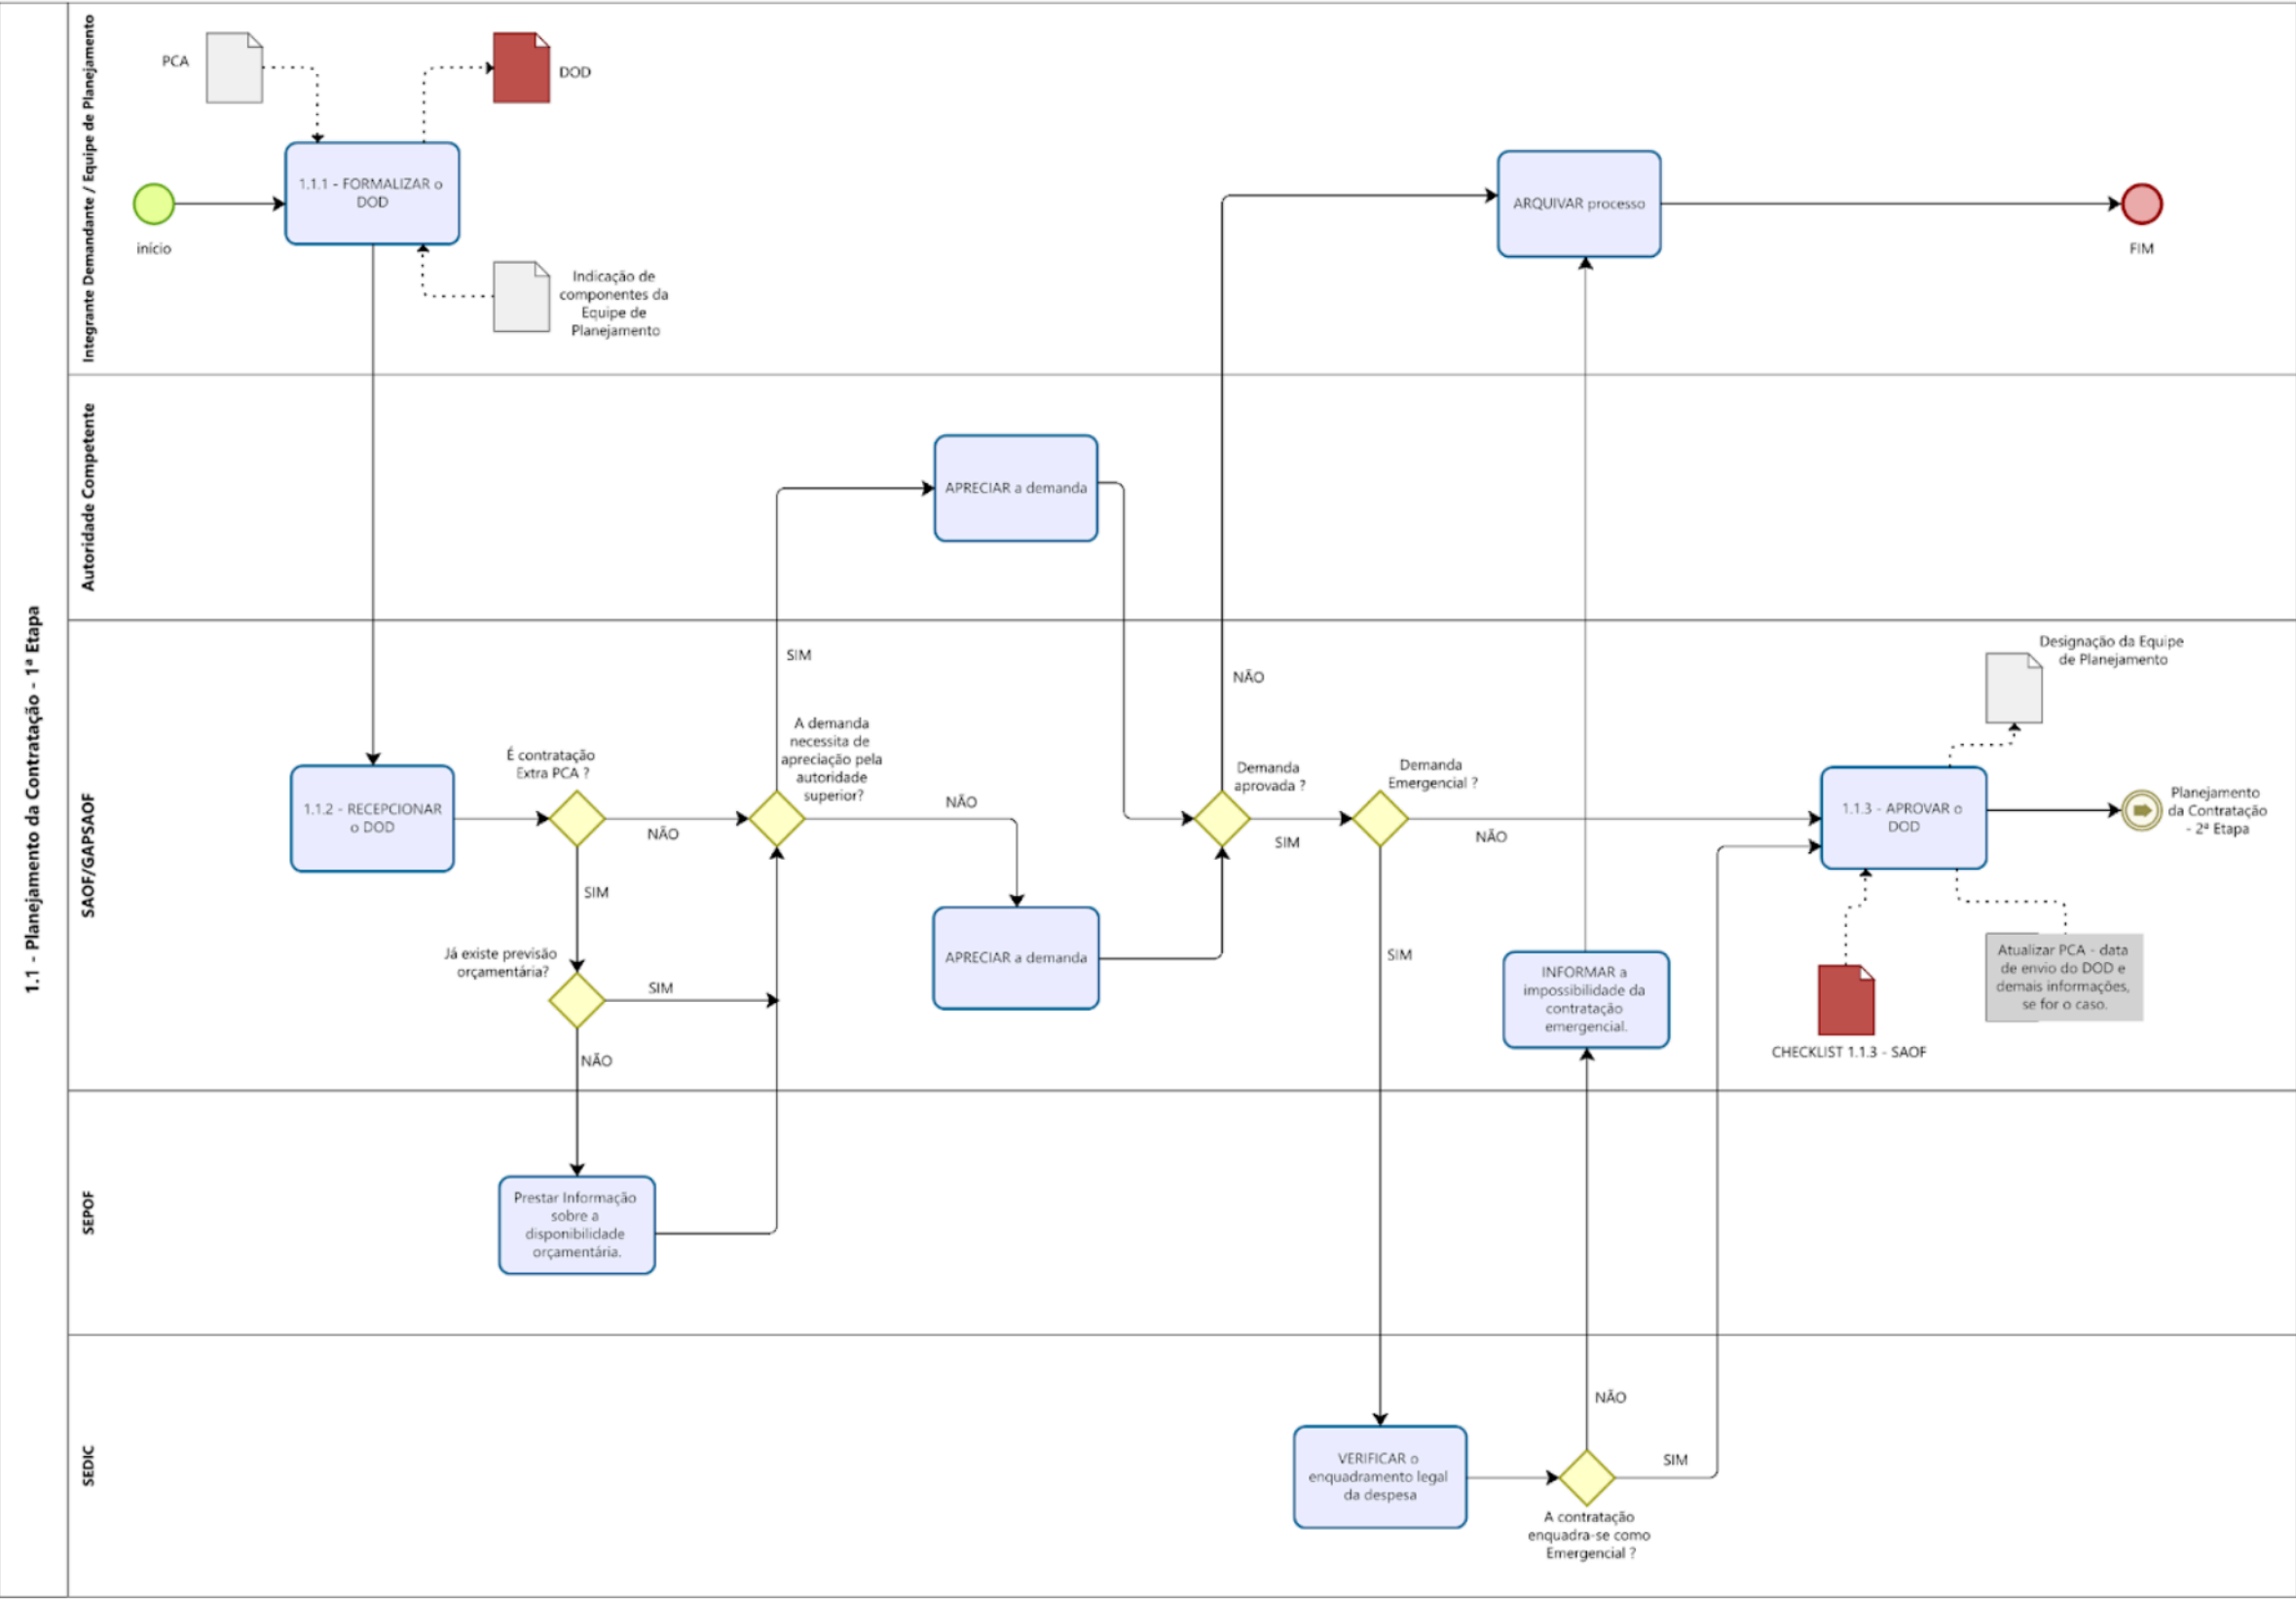 1.1 - Planejamento da Contratação - 1ª Etapa
Integrante Demandante / Equipe de Planejamento
PCA
DOD
1.1.1 - FORMALIZAR o
DOD
início
Indicação de
componentes da
Equipe de
Planejamento
ARQUIVAR processo
FIM
Autoridade Competente
APRECIAR a demanda
SAOF/GAPSAOF
SIM
NÃO
Designação da Equipe
de Planejamento
1.1.2 - RECEPCIONAR
o DOD
É contratação
Extra PCA ?
NÃO
SIM
A demanda
necessita de
apreciação pela
autoridade
superior?
NÃO
APRECIAR a demanda
Demanda
aprovada ?
SIM
Demanda
Emergencial ?
NÃO
SIM
1.1.3 - APROVAR o
DOD
Planejamento
da Contratação
- 2ª Etapa
Já existe previsão
orçamentária?
SIM
NÃO
INFORMAR a
impossibilidade da
contratação
emergencial.
Atualizar PCA - data
de envio do DOD e
demais informações,
se for o caso.
CHECKLIST 1.1.3 - SAOF
SEPOF
Prestar Informação
sobre a
disponibilidade
orçamentária.
SEDIC
VERIFICAR o
enquadramento legal
da despesa
NÃO
SIM
A contratação
enquadra-se como
Emergencial ?